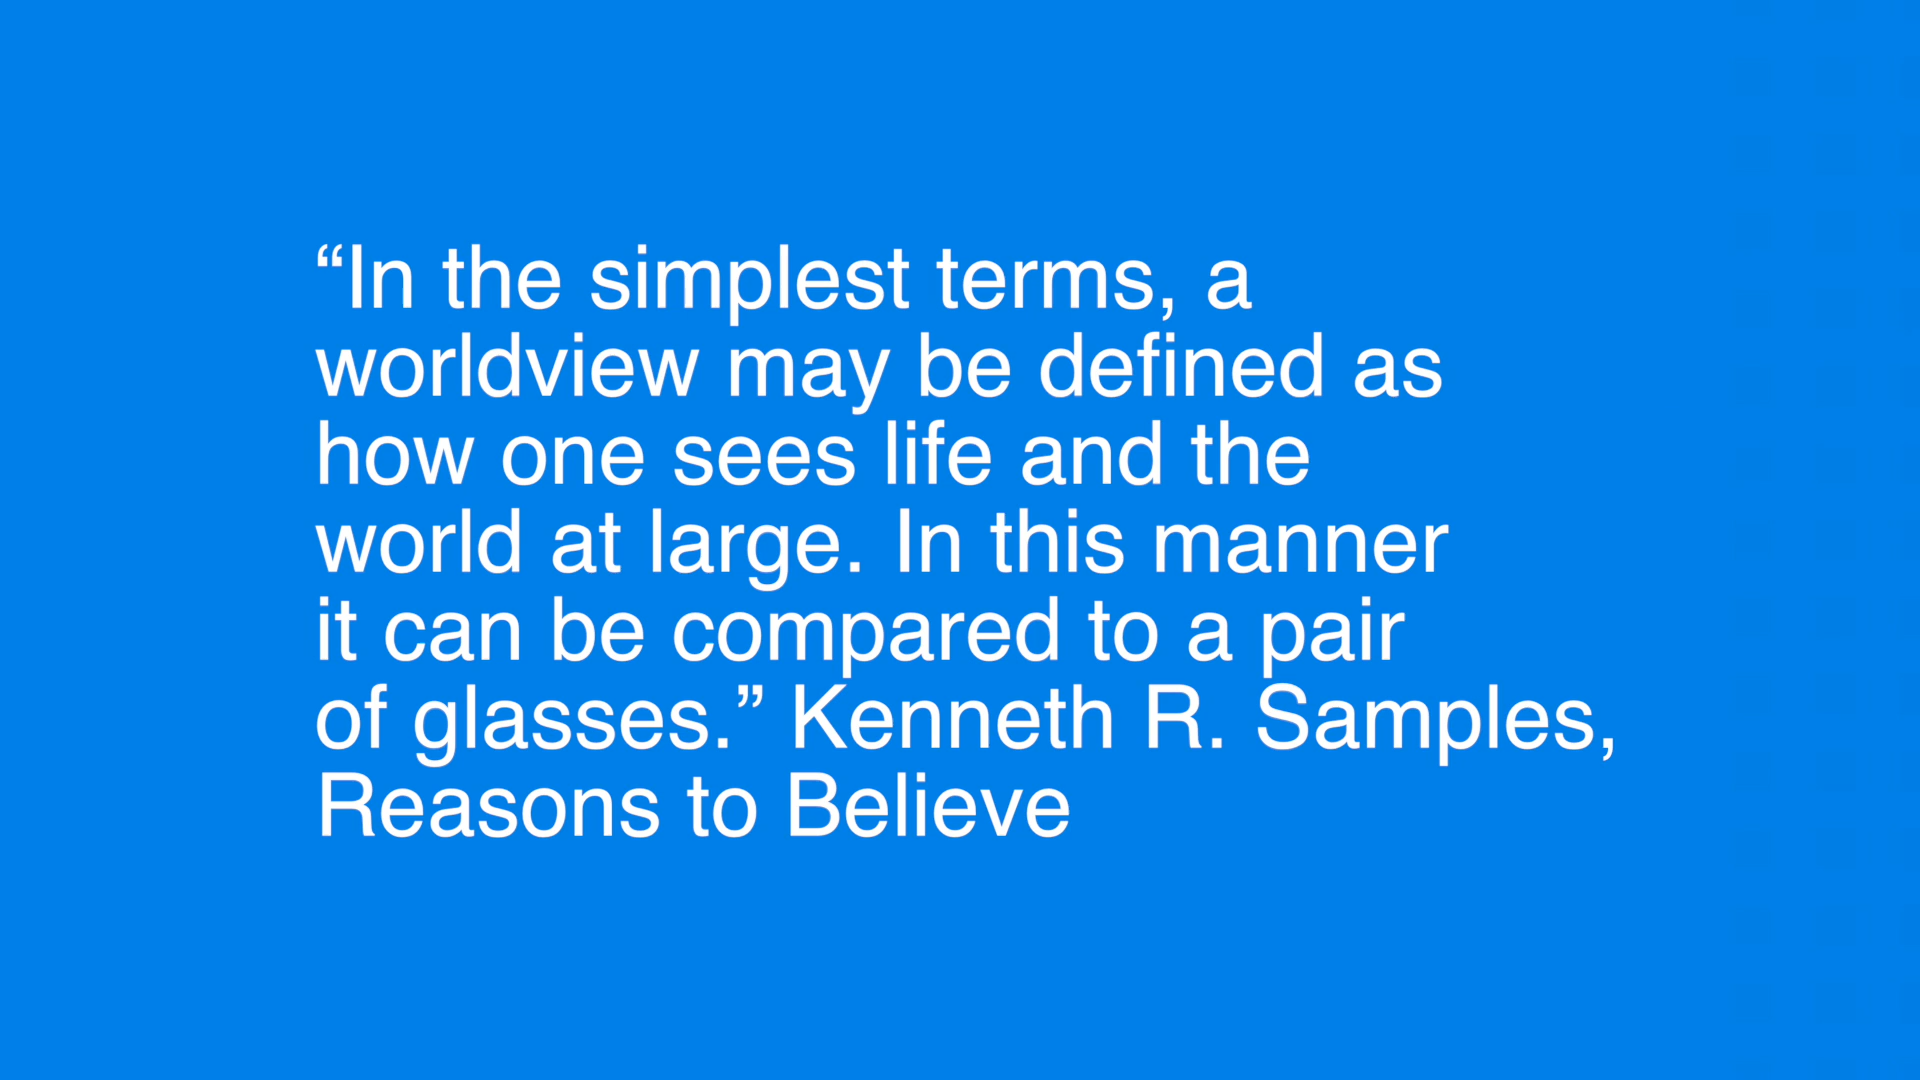 “In the simplest terms, a
worldview may be defined as
how one sees life and the
world at large. In this manner
it can be compared to a pair
of glasses.” Kenneth R. Samples,
Reasons to Believe